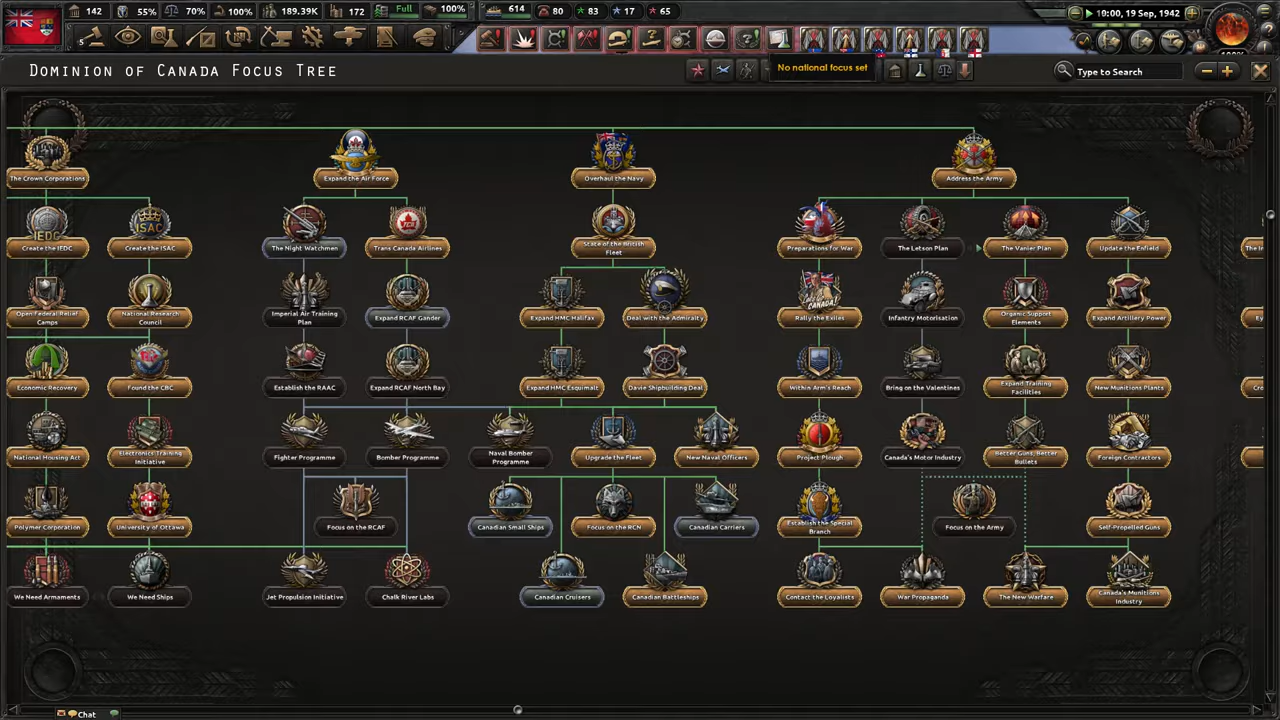 142 55% 70% 100% 189.39K 172 Full 100% 614 80 83 17 65 19:00, 19 Sep, 1942
Dominion of Canada Focus Tree
No national focus set
Type to Search
The Crown Corporations
Expand the Air Force
Overhaul the Navy
Address the Army
Create the IEDC
Create the ISAC
The Night Watchmen
Trans Canada Airlines
State of the British
Fleet
Preparations for War
The Letson Plan
The Vanier Plan
Update the Enfield
Open Federal Relief
Camps
National Research
Council
Imperial Air Training
Plan
Expand RCAF Gander
Expand HMC Halifax
Deal with the Admiralty
Rally the Exiles
Infantry Motorisation
Organic Support
Elements
Expand Artillery Power
Economic Recovery
Found the CBC
Establish the RAAC
Expand RCAF North Bay
Expand HMC Esquimalt
Davie Shipbuilding Deal
Within Arm's Reach
Bring on the Valentines
Expand Training
Facilities
New Munitions Plants
National Housing Act
Electronics Training
Initiative
Fighter Programme
Bomber Programme
Naval Bomber
Programme
Upgrade the Fleet
New Naval Officers
Project Plough
Canada's Motor Industry
Better Guns, Better
Bullets
Foreign Contractors
Polymer Corporation
University of Ottawa
Focus on the RCAF
Canadian Small Ships
Focus on the RCN
Canadian Carriers
Establish the Special
Branch
Focus on the Army
Self-Propelled Guns
We Need Armaments
We Need Ships
Jet Propulsion Initiative
Chalk River Labs
Canadian Cruisers
Canadian Battleships
Contact the Loyalists
War Propaganda
The New Warfare
Canada's Munitions
Industry
Chat